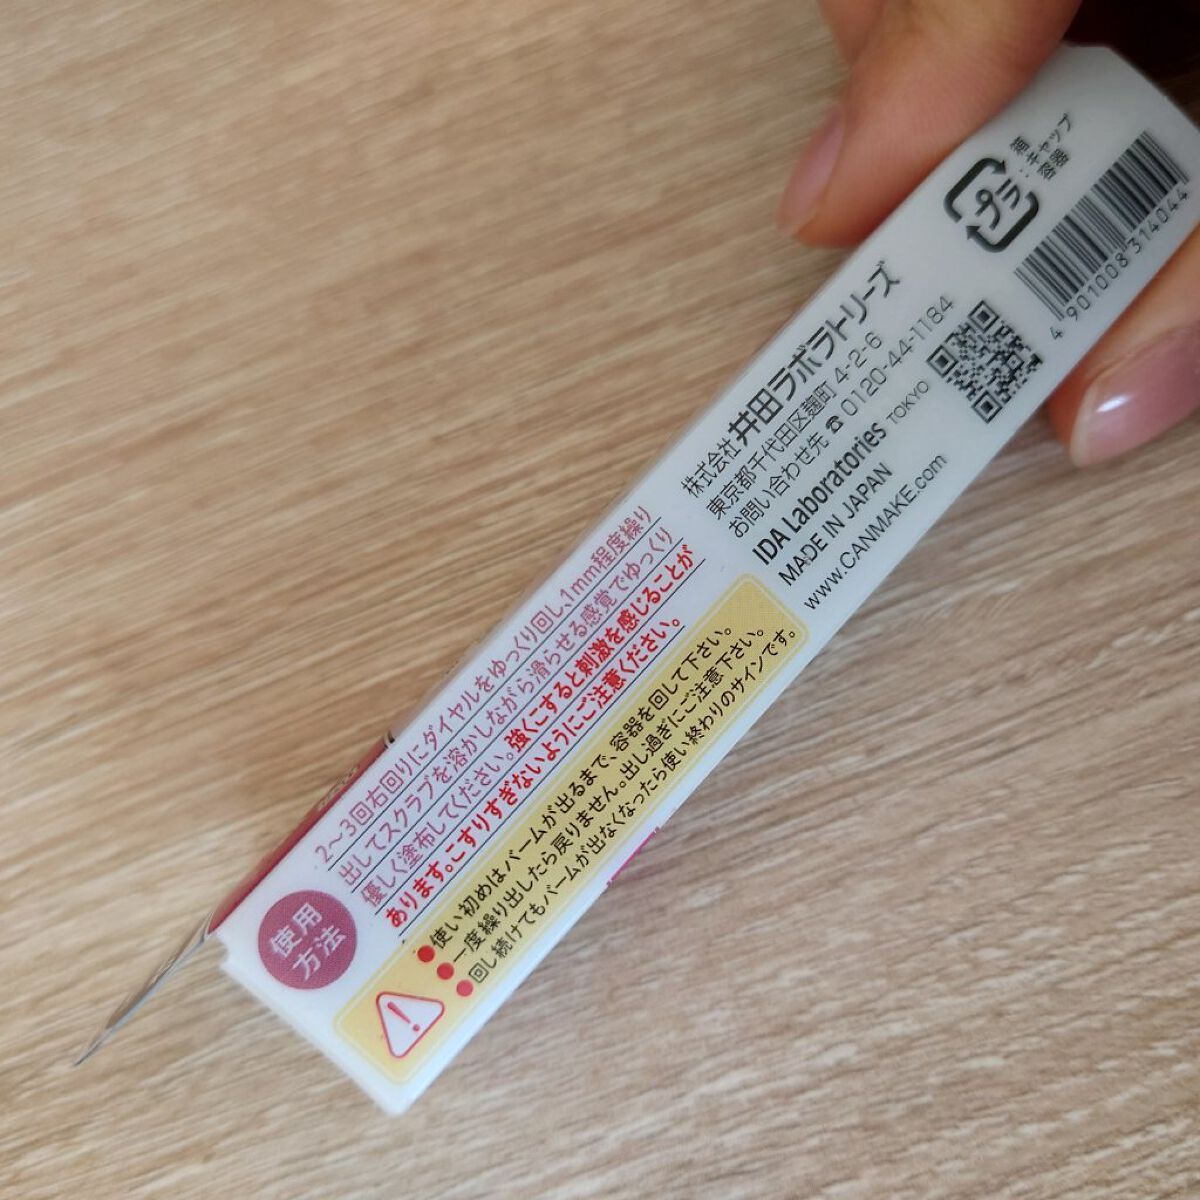 使用
方法
2～3回右回りにダイヤルをゆっくり回し、1mm程度繰り
出してスクラブを溶かしながら滑らせる感覚でゆっくり
優しく塗布してください。強くこすると刺激を感じることが
あります。こすりすぎないようにご注意ください。
●使い初めはバームが出るまで、容器を回して下さい。
●一度繰り出したら戻りません。出し過ぎにご注意下さい。
●回し続けてもバームが出なくなったら使い終わりのサインです。
株式会社 井田ラボラトリーズ
東京都千代田区麹町 4-2-6
お問い合わせ先 ☎ 0120-44-1184
IDA Laboratories TOKYO
MADE IN JAPAN
www.CANMAKE.com
プラ
:キャップ
容器
4 901008 314044